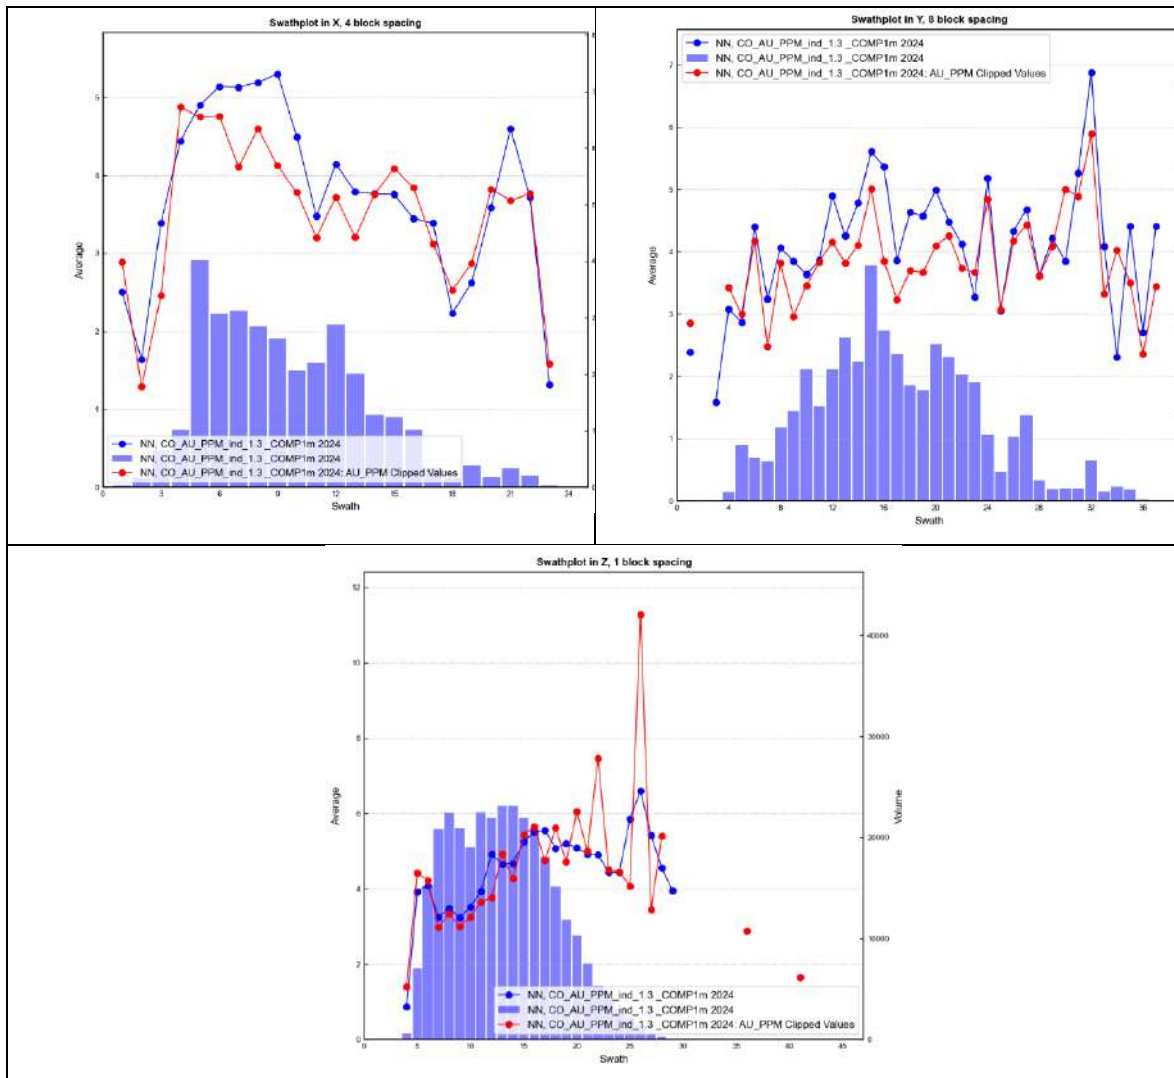 Swathplot in X, 4 block spacing
Average
5
3
2
1
0
0 3 6 9 12 15 18 21 24
Swath
NN, CO_AU_PPM_ind_1.3 _COMP1m 2024
NN, CO_AU_PPM_ind_1.3 _COMP1m 2024
NN, CO_AU_PPM_ind_1.3 _COMP1m 2024: AU_PPM Clipped Values
Swathplot in Y, 8 block spacing
NN, CO_AU_PPM_ind_1.3 _COMP1m 2024
NN, CO_AU_PPM_ind_1.3 _COMP1m 2024
NN, CO_AU_PPM_ind_1.3 _COMP1m 2024: AU_PPM Clipped Values
Average
7
6
5
4
3
2
1
0
0 4 8 12 16 20 24 28 32 36
Swath
Swathplot in Z, 1 block spacing
Average
12
10
8
6
4
2
0
Volume
40000
30000
20000
10000
0
NN, CO_AU_PPM_ind_1.3 _COMP1m 2024
NN, CO_AU_PPM_ind_1.3 _COMP1m 2024
NN, CO_AU_PPM_ind_1.3 _COMP1m 2024: AU_PPM Clipped Values
0 5 10 15 20 25 30 35 40 45
Swath